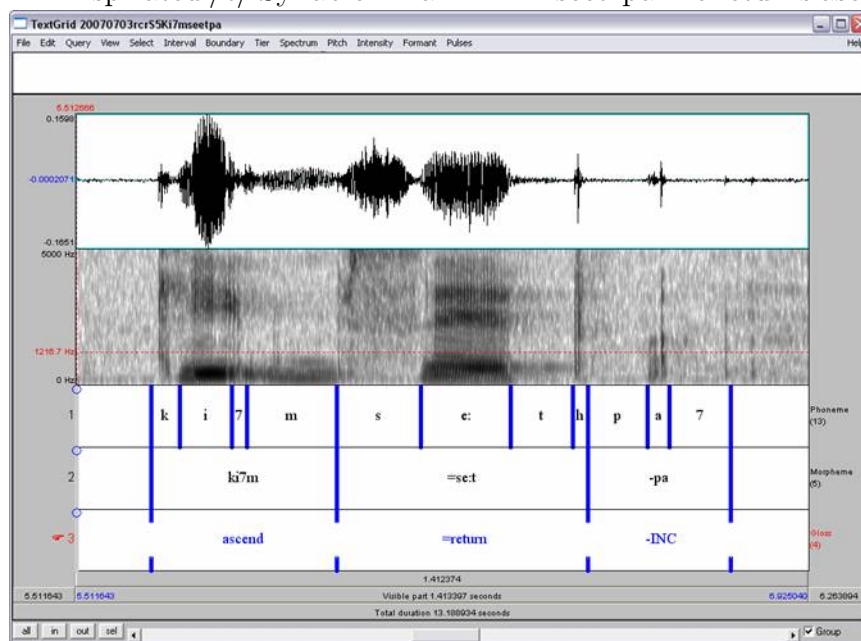 TextGrid 20070703rcrS5Ki7mseetpa
File Edit Query View Select Interval Boundary Tier Spectrum Pitch Intensity Formant Pulses Help
5.512666
0.1598
-0.0002071
-0.1651
5000 Hz
1216.7 Hz
0 Hz
1 k i 7 m s e: t h p a 7 Phoneme (13)
2 ki7m =se:t -pa Morpheme (5)
3 ascend =return -INC Gloss (4)
1.412374
5.511643 5.511643 Visible part 1.413397 seconds 6.925040 6.263894
Total duration 13.188934 seconds
all in out sel Group